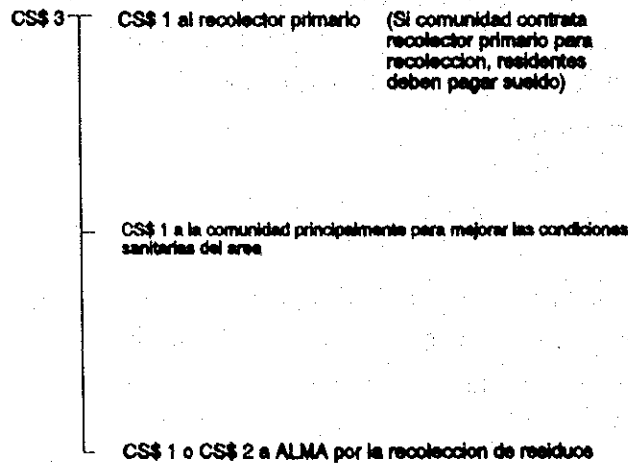 CS$ 3 CS$ 1 al recolector primario (Si comunidad contrata
recolector primario para
recoleccion, residentes
deben pagar sueldo)
CS$ 1 a la comunidad principalmente para mejorar las condiciones
sanitarias del area
CS$ 1 o CS$ 2 a ALMA por la recoleccion de residuos